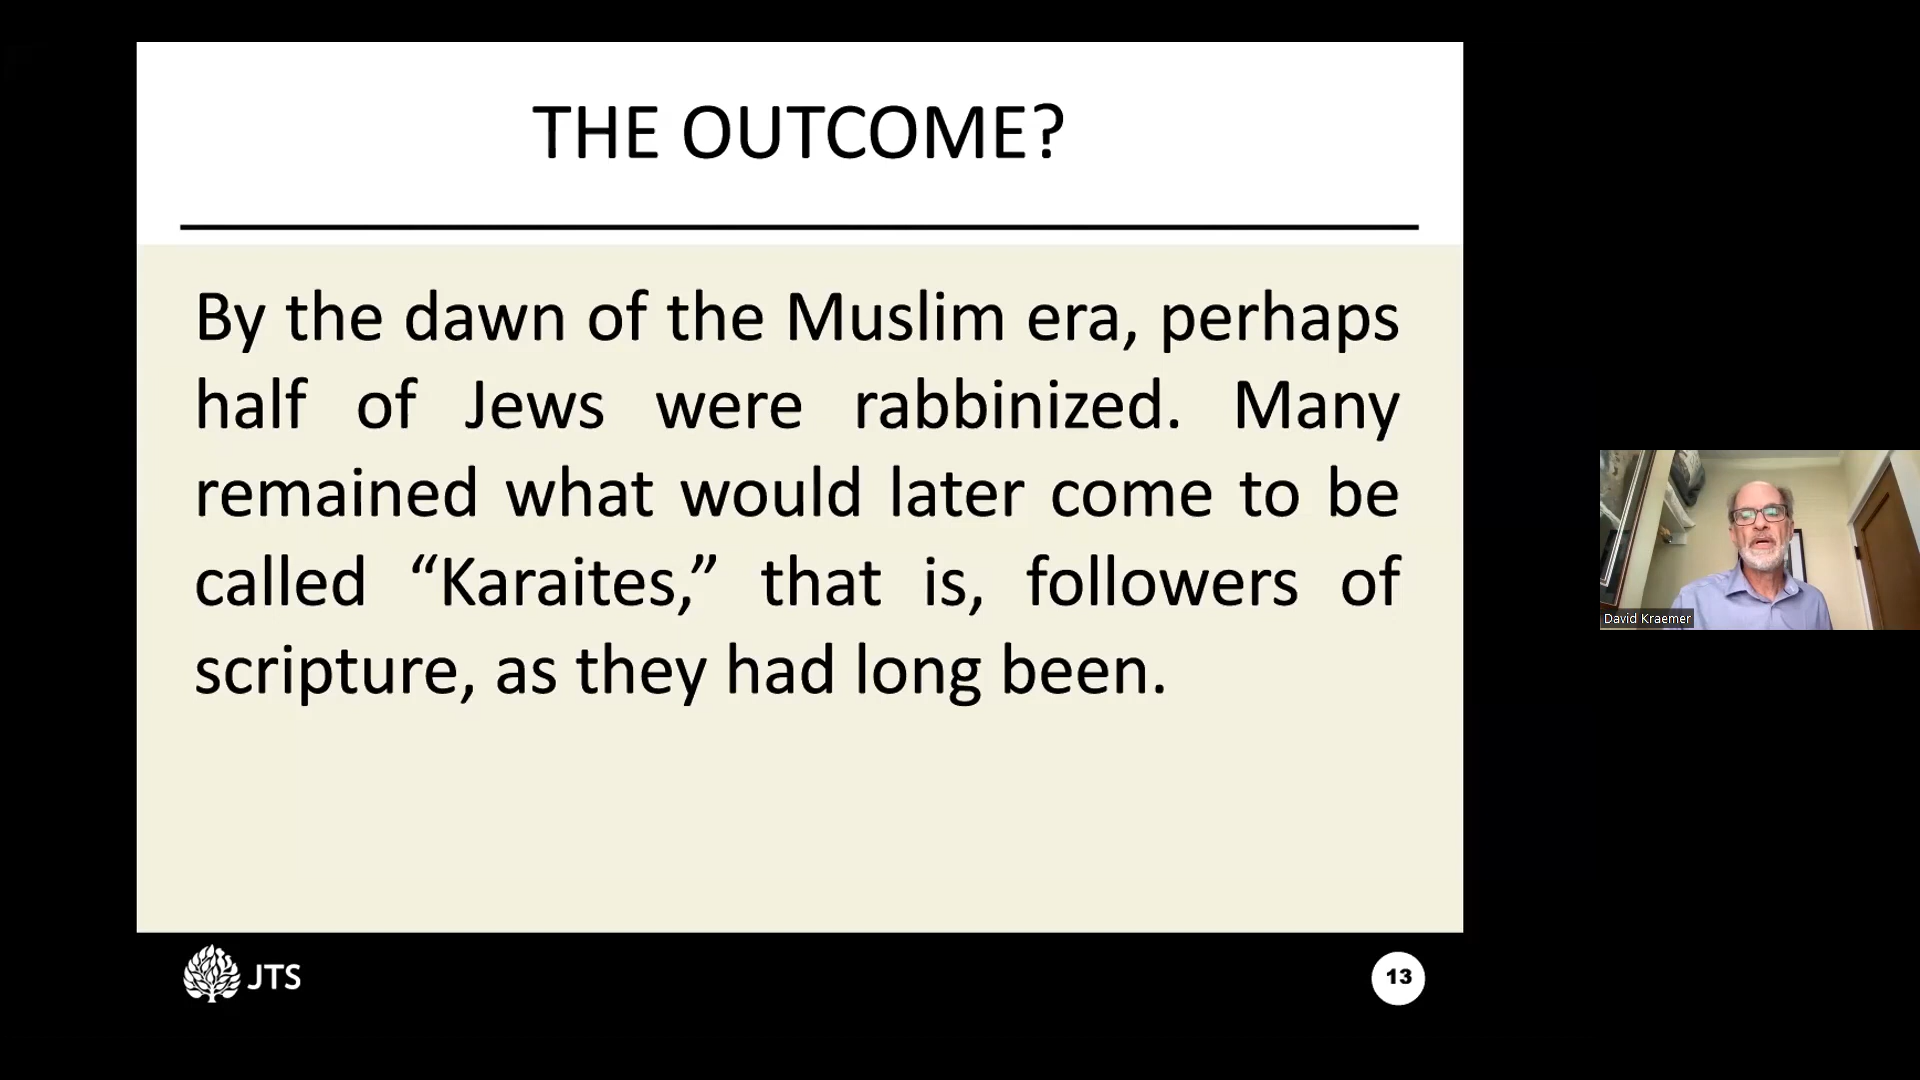 THE OUTCOME?
By the dawn of the Muslim era, perhaps
half of Jews were rabbinized. Many
remained what would later come to be
called “Karaites,” that is, followers of
scripture, as they had long been.
David Kraemer
JTS
13